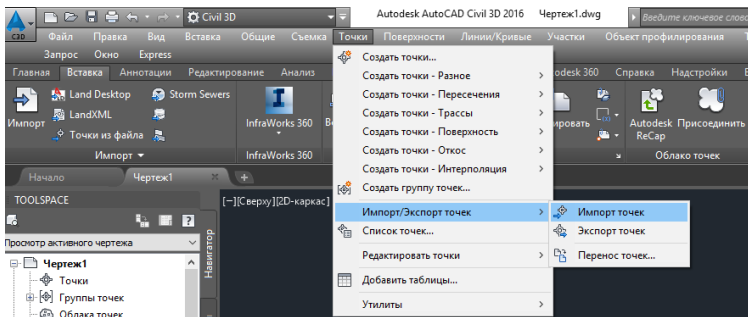 Civil 3D Autodesk AutoCAD Civil 3D 2016 Чертеж1.dwg Введите ключевое слово
C3D Файл Правка Вид Вставка Общие Съемка Точки Поверхности Линии/Кривые Участки Объект профилирования
Запрос Окно Express
Главная Вставка Аннотации Редактирование Анализ odesk 360 Справка Надстройки
Land Desktop Storm Sewers
LandXML
Импорт Точки из файла InfraWorks 360 Autodesk ReCap Присоединить
Импорт InfraWorks 360 Облако точек
Начало Чертеж1
TOOLSPACE [−][Сверху][2D-каркас]
Просмотр активного чертежа
Навигатор
Чертеж1
Точки
Группы точек
Облака точек
Создать точки...
Создать точки - Разное
Создать точки - Пересечения
Создать точки - Трассы
Создать точки - Поверхность
Создать точки - Откос
Создать точки - Интерполяция
Создать группу точек...
Импорт/Экспорт точек
Список точек...
Редактировать точки
Добавить таблицы...
Утилиты
Импорт точек
Экспорт точек
Перенос точек...